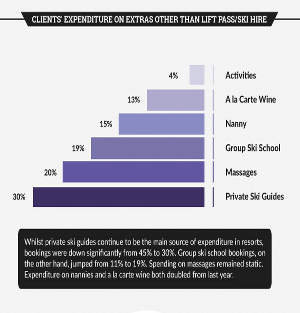 CLIENTS' EXPENDITURE ON EXTRAS OTHER THAN LIFT PASS/SKI HIRE
4% Activities
13% A la Carte Wine
15% Nanny
19% Group Ski School
20% Massages
30% Private Ski Guides
Whilst private ski guides continue to be the main source of expenditure in resorts,
bookings were down significantly from 45% to 30%. Group ski school bookings, on
the other hand, jumped from 11% to 19%. Spending on massages remained static.
Expenditure on nannies and a la carte wine both doubled from last year.